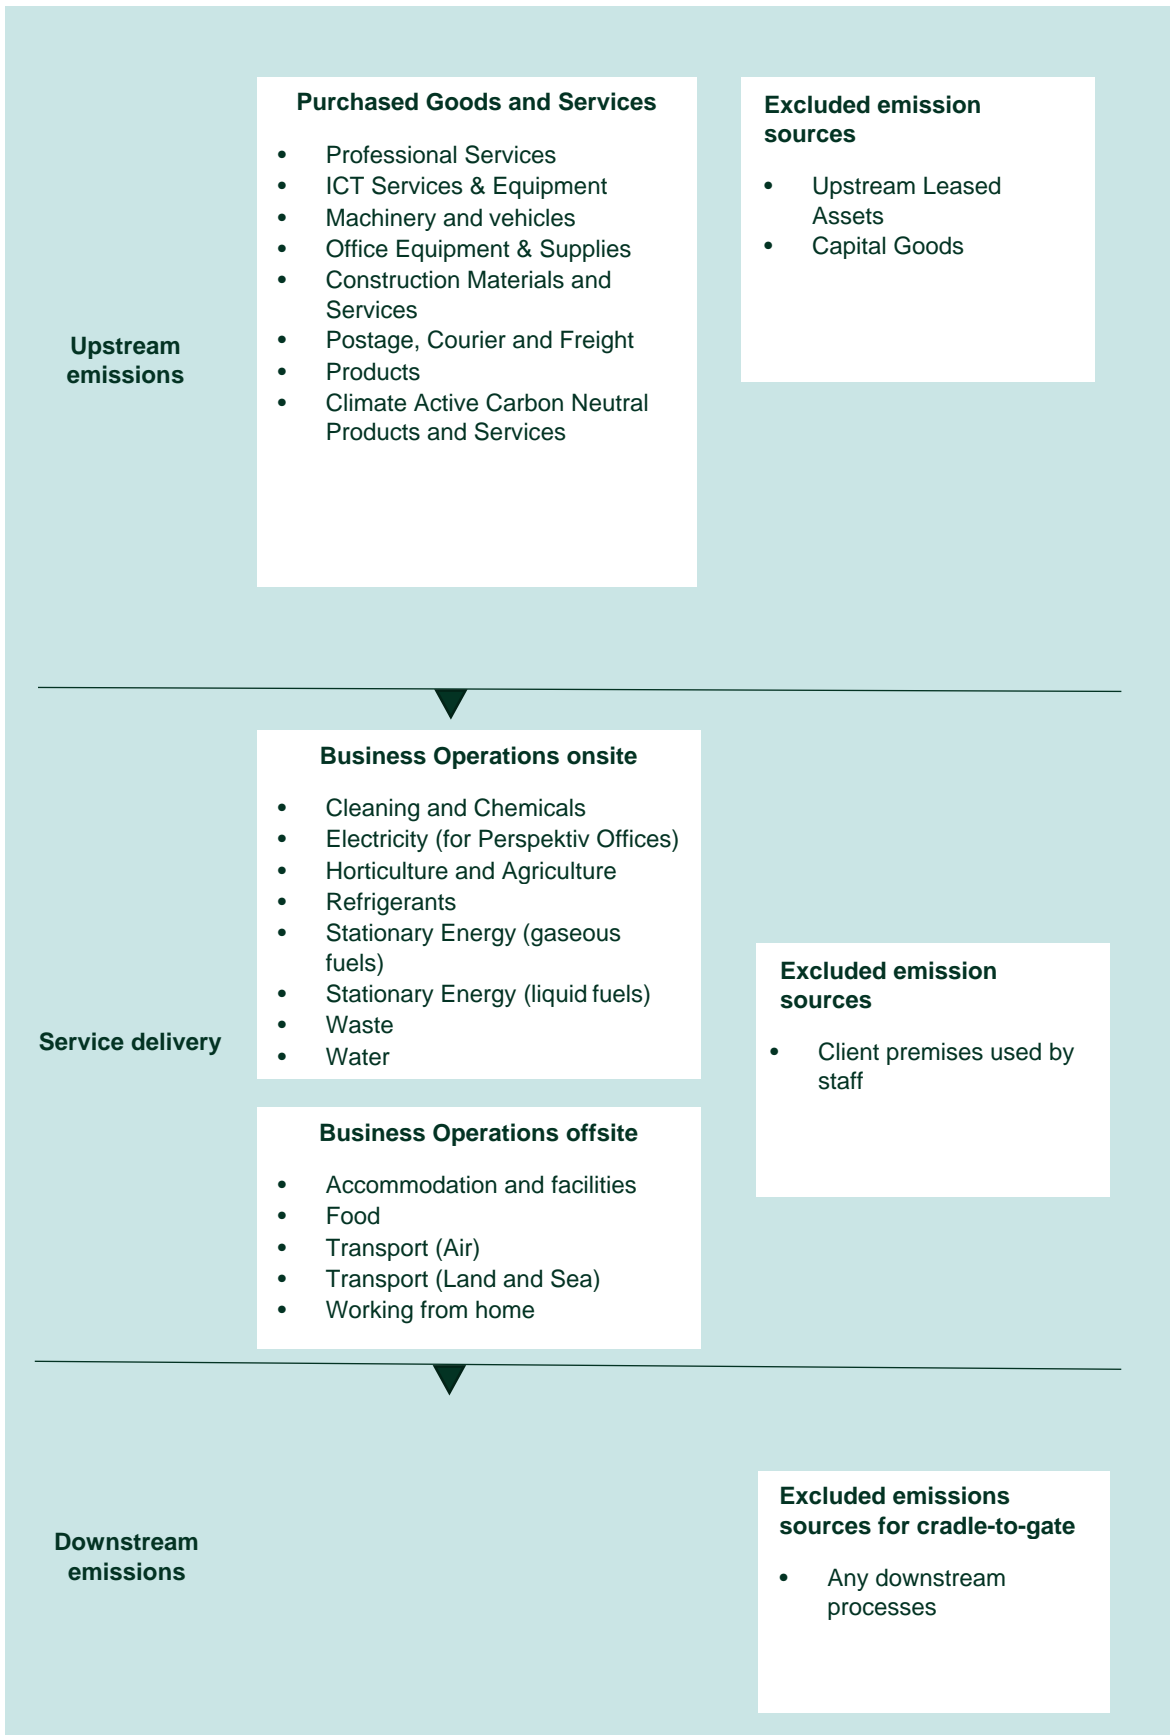 Upstream
emissions
Purchased Goods and Services
• Professional Services
• ICT Services & Equipment
• Machinery and vehicles
• Office Equipment & Supplies
• Construction Materials and
Services
• Postage, Courier and Freight
• Products
• Climate Active Carbon Neutral
Products and Services
Excluded emission
sources
• Upstream Leased
Assets
• Capital Goods
Service delivery
Business Operations onsite
• Cleaning and Chemicals
• Electricity (for Perspektiv Offices)
• Horticulture and Agriculture
• Refrigerants
• Stationary Energy (gaseous
fuels)
• Stationary Energy (liquid fuels)
• Waste
• Water
Business Operations offsite
• Accommodation and facilities
• Food
• Transport (Air)
• Transport (Land and Sea)
• Working from home
Excluded emission
sources
• Client premises used by
staff
Downstream
emissions
Excluded emissions
sources for cradle-to-gate
• Any downstream
processes